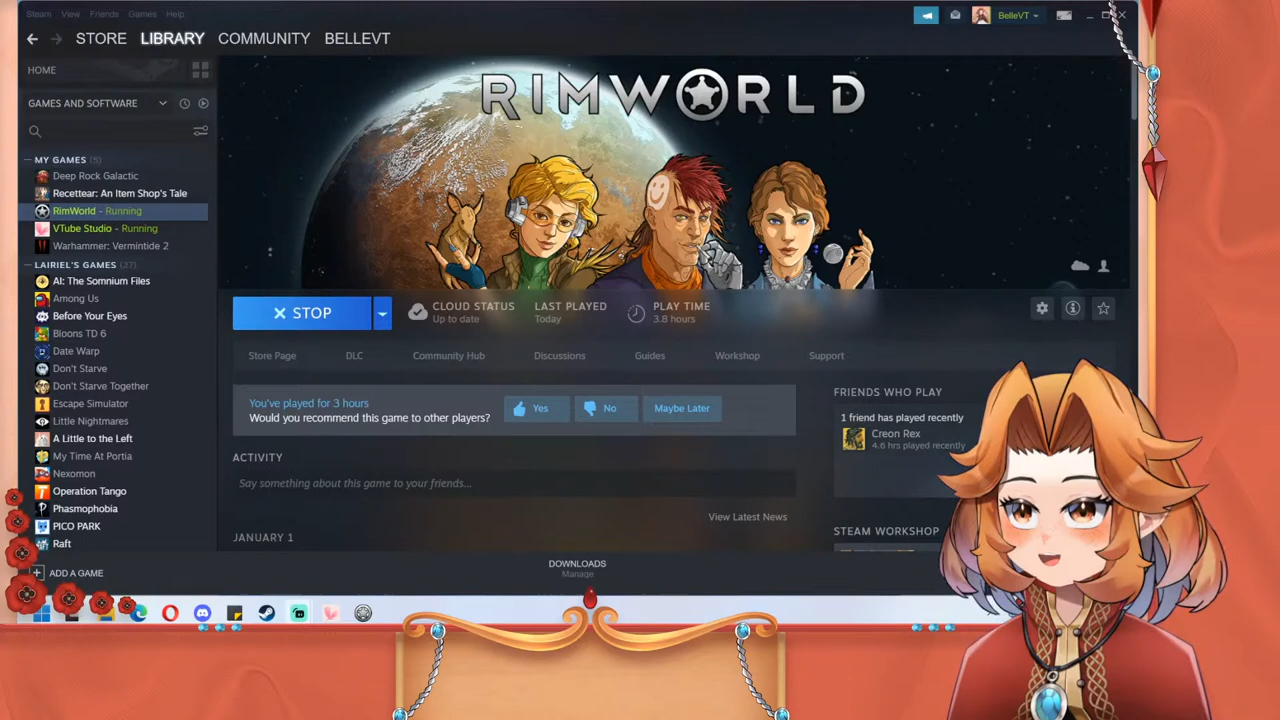 Steam View Friends Games Help
BelleVT
STORE LIBRARY COMMUNITY BELLEVT
HOME
GAMES AND SOFTWARE
MY GAMES (5)
Deep Rock Galactic
Recettear: An Item Shop's Tale
RimWorld - Running
VTube Studio - Running
Warhammer: Vermintide 2
LAIRIEL'S GAMES (27)
AI: The Somnium Files
Among Us
Before Your Eyes
Bloons TD 6
Date Warp
Don't Starve
Don't Starve Together
Escape Simulator
Little Nightmares
A Little to the Left
My Time At Portia
Nexomon
Operation Tango
Phasmophobia
PICO PARK
Raft
ADD A GAME
RIMWORLD
STOP
CLOUD STATUS
Up to date
LAST PLAYED
Today
PLAY TIME
3.8 hours
Store Page DLC Community Hub Discussions Guides Workshop Support
You've played for 3 hours
Would you recommend this game to other players?
Yes
No
Maybe Later
ACTIVITY
Say something about this game to your friends...
View Latest News
JANUARY 1
FRIENDS WHO PLAY
1 friend has played recently
Creon Rex
4.6 hrs played recently
STEAM WORKSHOP
DOWNLOADS
Manage